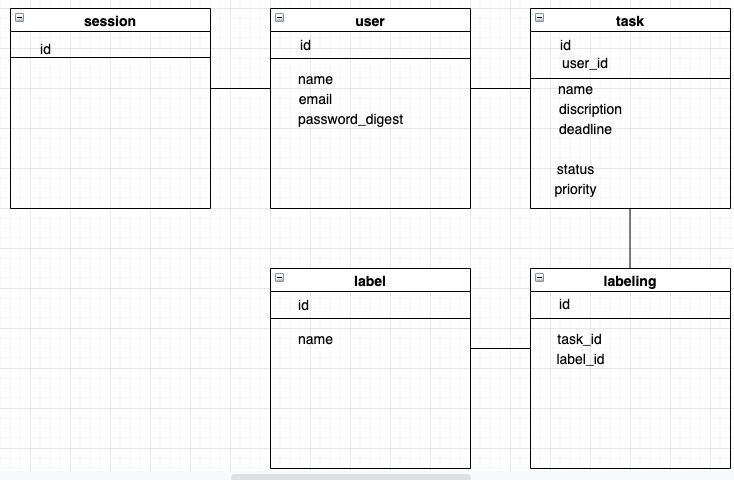 session
id
user
id
name
email
password_digest
task
id
user_id
name
discription
deadline
status
priority
label
id
name
labeling
id
task_id
label_id